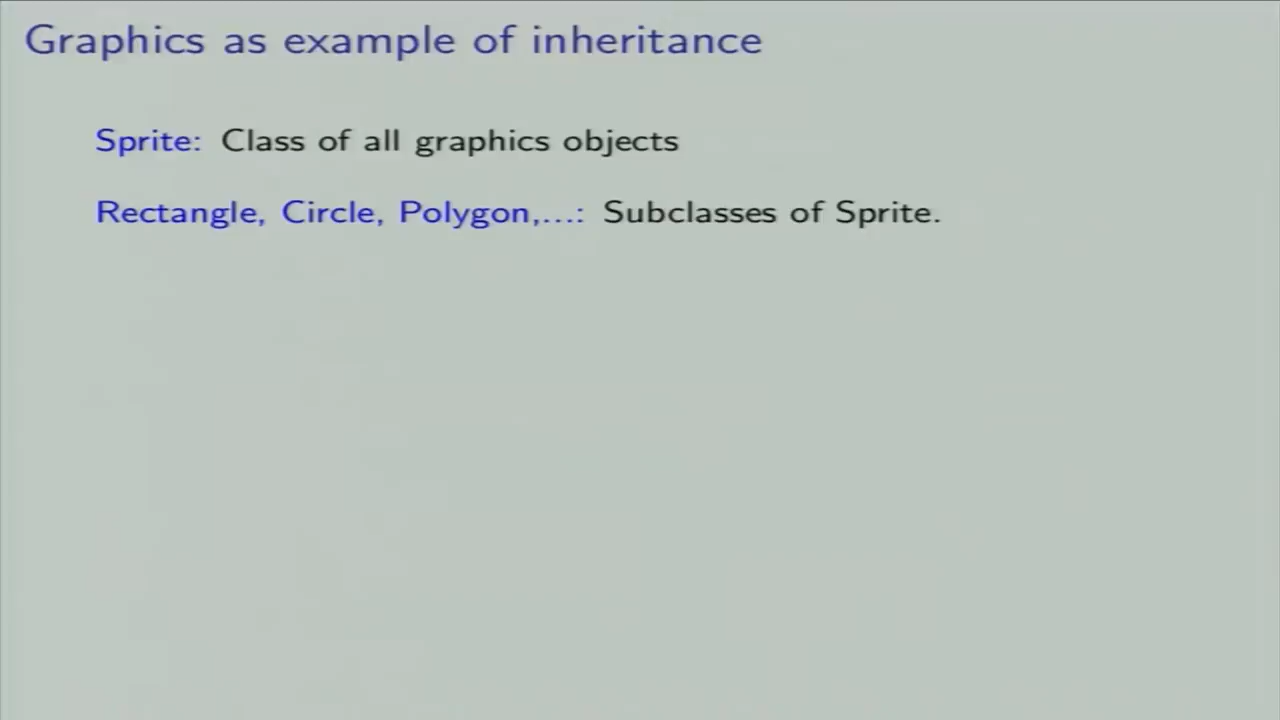 Graphics as example of inheritance
Sprite: Class of all graphics objects
Rectangle, Circle, Polygon,...: Subclasses of Sprite.